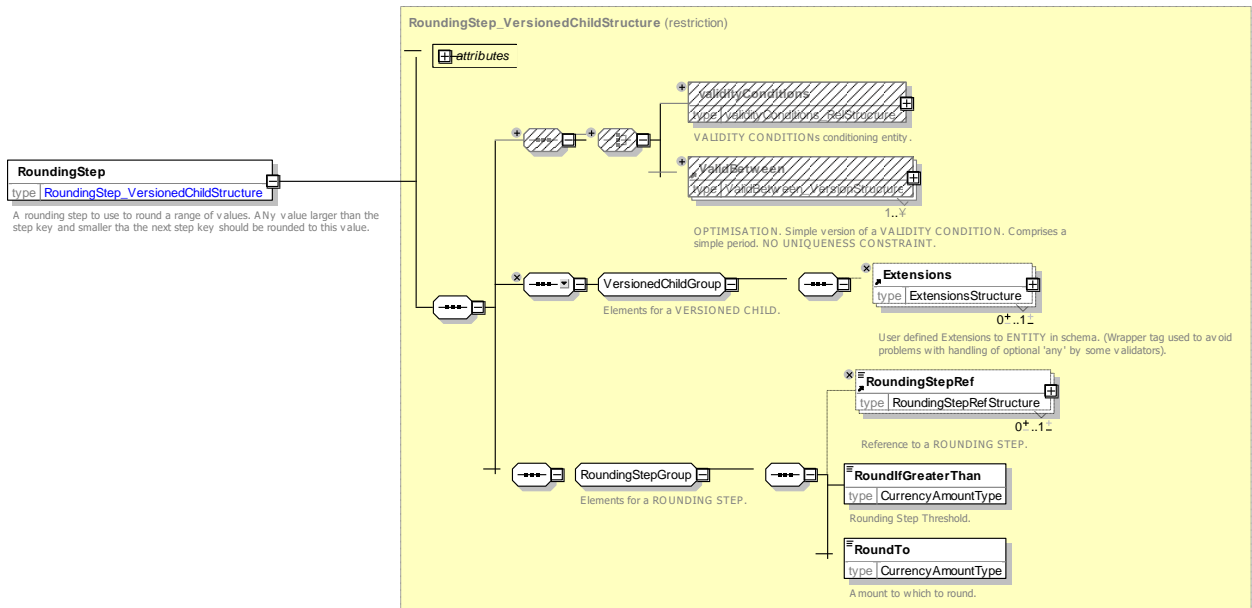 RoundingStep_VersionedChildStructure (restriction)
attributes
validityConditions
type validityConditions_RelStructure
VALIDITY CONDITIONs conditioning entity.
ValidBetween
type ValidBetween_VersionStructure
1..¥
OPTIMISATION. Simple version of a VALIDITY CONDITION. Comprises a
simple period. NO UNIQUENESS CONSTRAINT.
RoundingStep
type RoundingStep_VersionedChildStructure
A rounding step to use to round a range of values. ANy value larger than the
step key and smaller tha the next step key should be rounded to this value.
VersionedChildGroup
Elements for a VERSIONED CHILD.
Extensions
type ExtensionsStructure
0±..1±
User defined Extensions to ENTITY in schema. (Wrapper tag used to avoid
problems with handling of optional 'any' by some validators).
RoundingStepRef
type RoundingStepRefStructure
0±..1±
Reference to a ROUNDING STEP.
RoundingStepGroup
Elements for a ROUNDING STEP.
RoundIfGreaterThan
type CurrencyAmountType
Rounding Step Threshold.
RoundTo
type CurrencyAmountType
Amount to which to round.